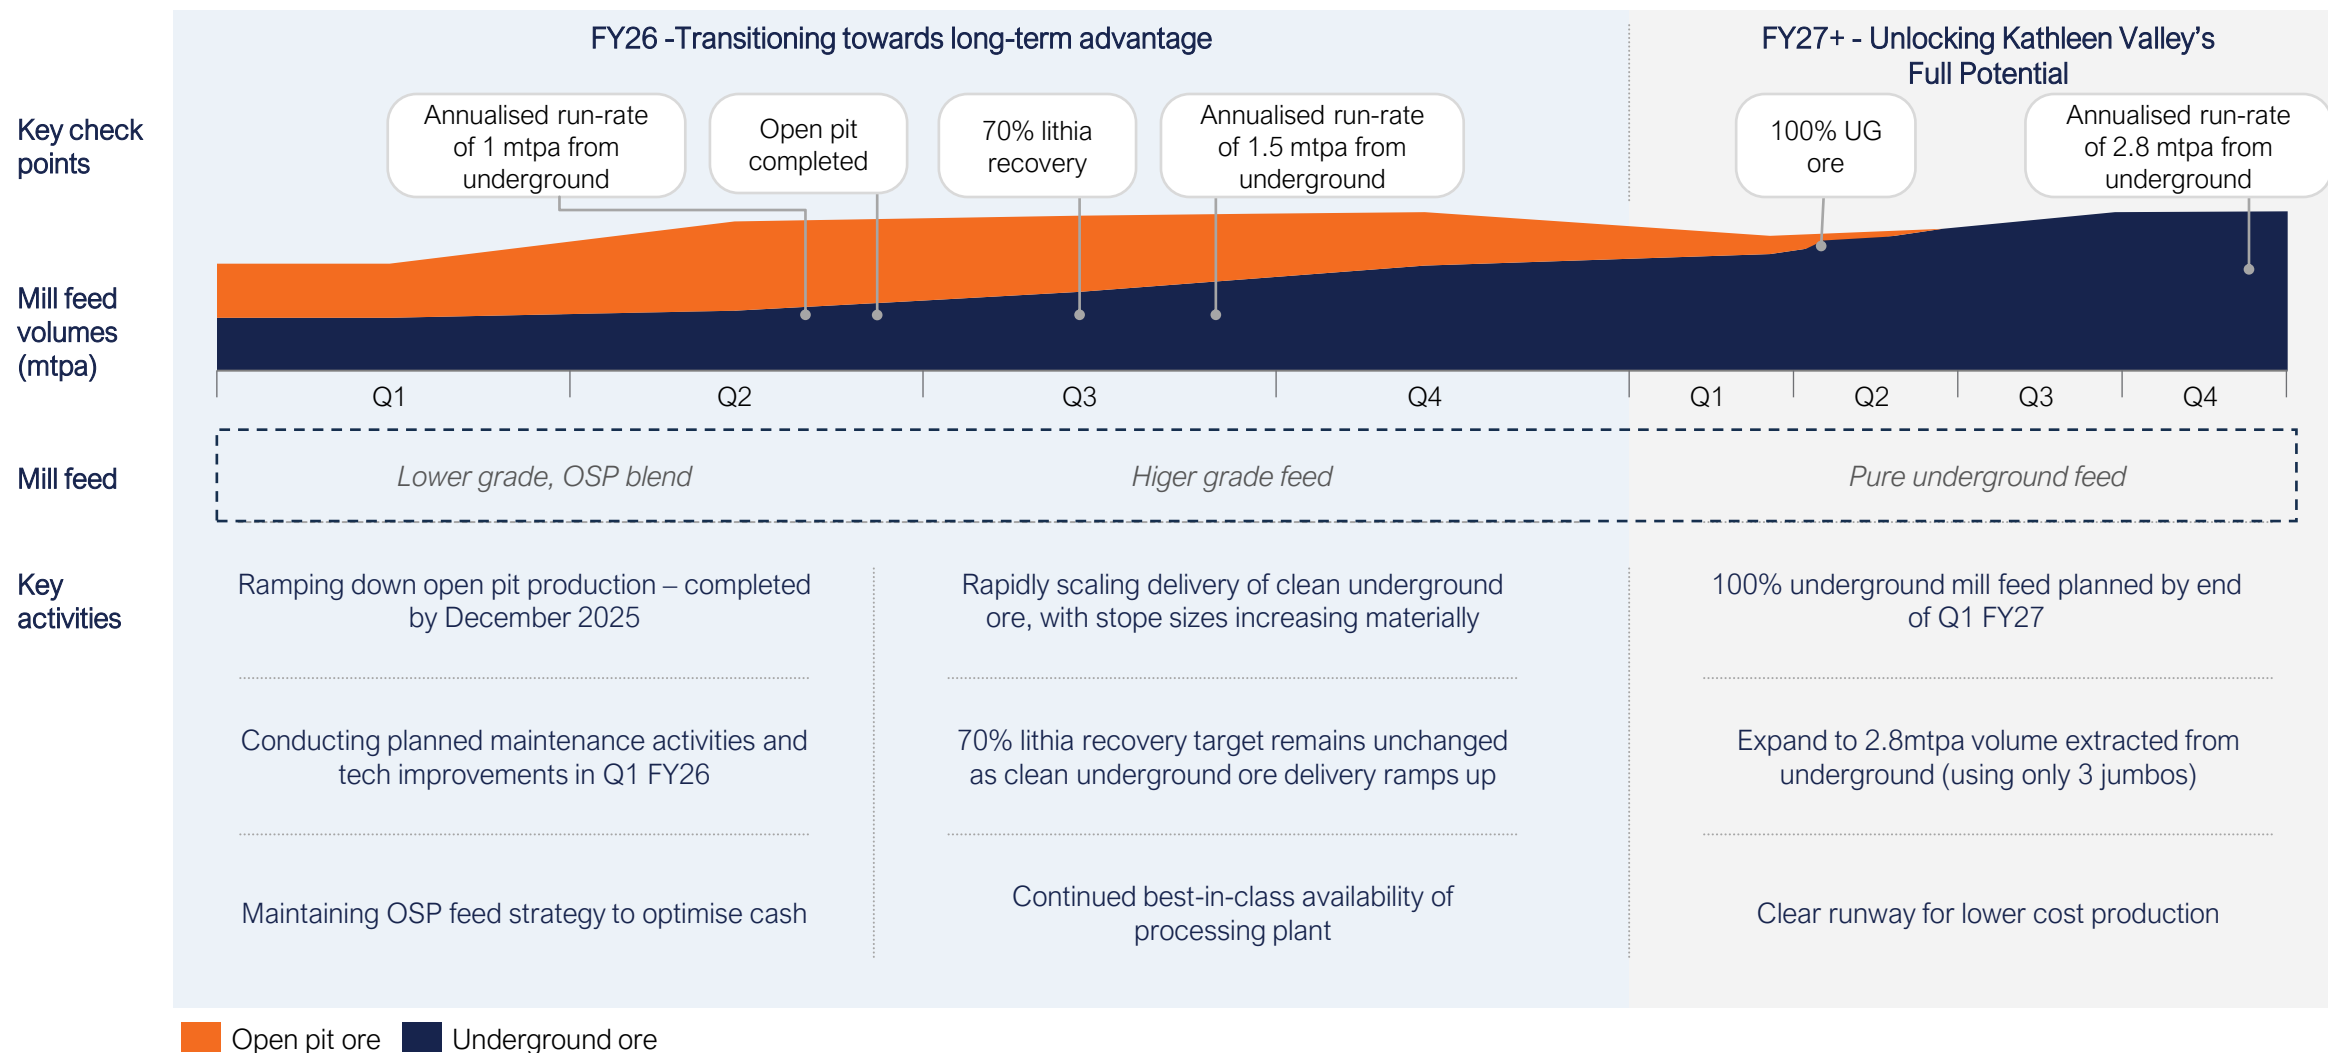 FY26 -Transitioning towards long-term advantage
FY27+ - Unlocking Kathleen Valley's
Full Potential
Key check
points
Annualised run-rate
of 1 mtpa from
underground
Open pit
completed
70% lithia
recovery
Annualised run-rate
of 1.5 mtpa from
underground
100% UG
ore
Annualised run-rate
of 2.8 mtpa from
underground
Mill feed
volumes
(mtpa)
Q1
Q2
Q3
Q4
Q1
Q2
Q3
Q4
Mill feed
Lower grade, OSP blend
Higer grade feed
Pure underground feed
Key
activities
Ramping down open pit production – completed
by December 2025
Rapidly scaling delivery of clean underground
ore, with stope sizes increasing materially
100% underground mill feed planned by end
of Q1 FY27
Conducting planned maintenance activities and
tech improvements in Q1 FY26
70% lithia recovery target remains unchanged
as clean underground ore delivery ramps up
Expand to 2.8mtpa volume extracted from
underground (using only 3 jumbos)
Maintaining OSP feed strategy to optimise cash
Continued best-in-class availability of
processing plant
Clear runway for lower cost production
Open pit ore
Underground ore